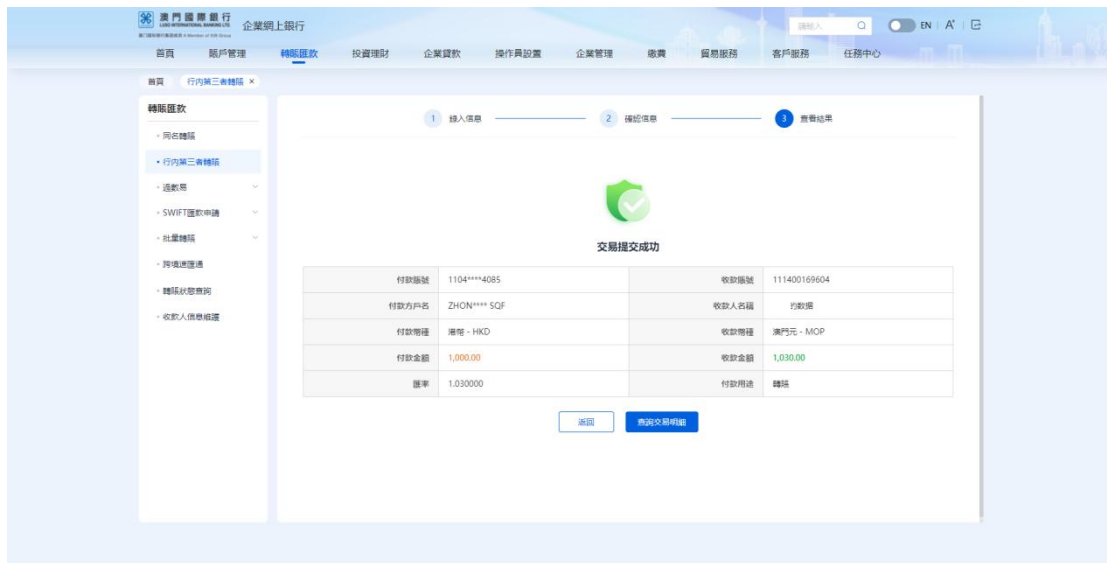 澳門國際銀行
LUSO INTERNATIONAL BANKING LTD.
企業網上銀行
請輸入
EN
A
首頁
賬戶管理
轉賬匯款
投資理財
企業貸款
操作員設置
企業管理
繳費
貿易服務
客戶服務
任務中心
首頁
行內第三者轉賬 ×
轉賬匯款
同名轉賬
行內第三者轉賬
過數易
SWIFT匯款申請
批量轉賬
跨境速匯通
轉賬狀態查詢
收款人信息維護
1 錄入信息
2 確認信息
3 查看結果
交易提交成功
付款賬號 1104****4085 收款賬號 111400169604
付款方戶名 ZHON**** SQF 收款人名稱 的数据
付款幣種 港幣 - HKD 收款幣種 澳門元 - MOP
付款金額 1,000.00 收款金額 1,030.00
匯率 1.030000 付款用途 轉賬
返回
查詢交易明細